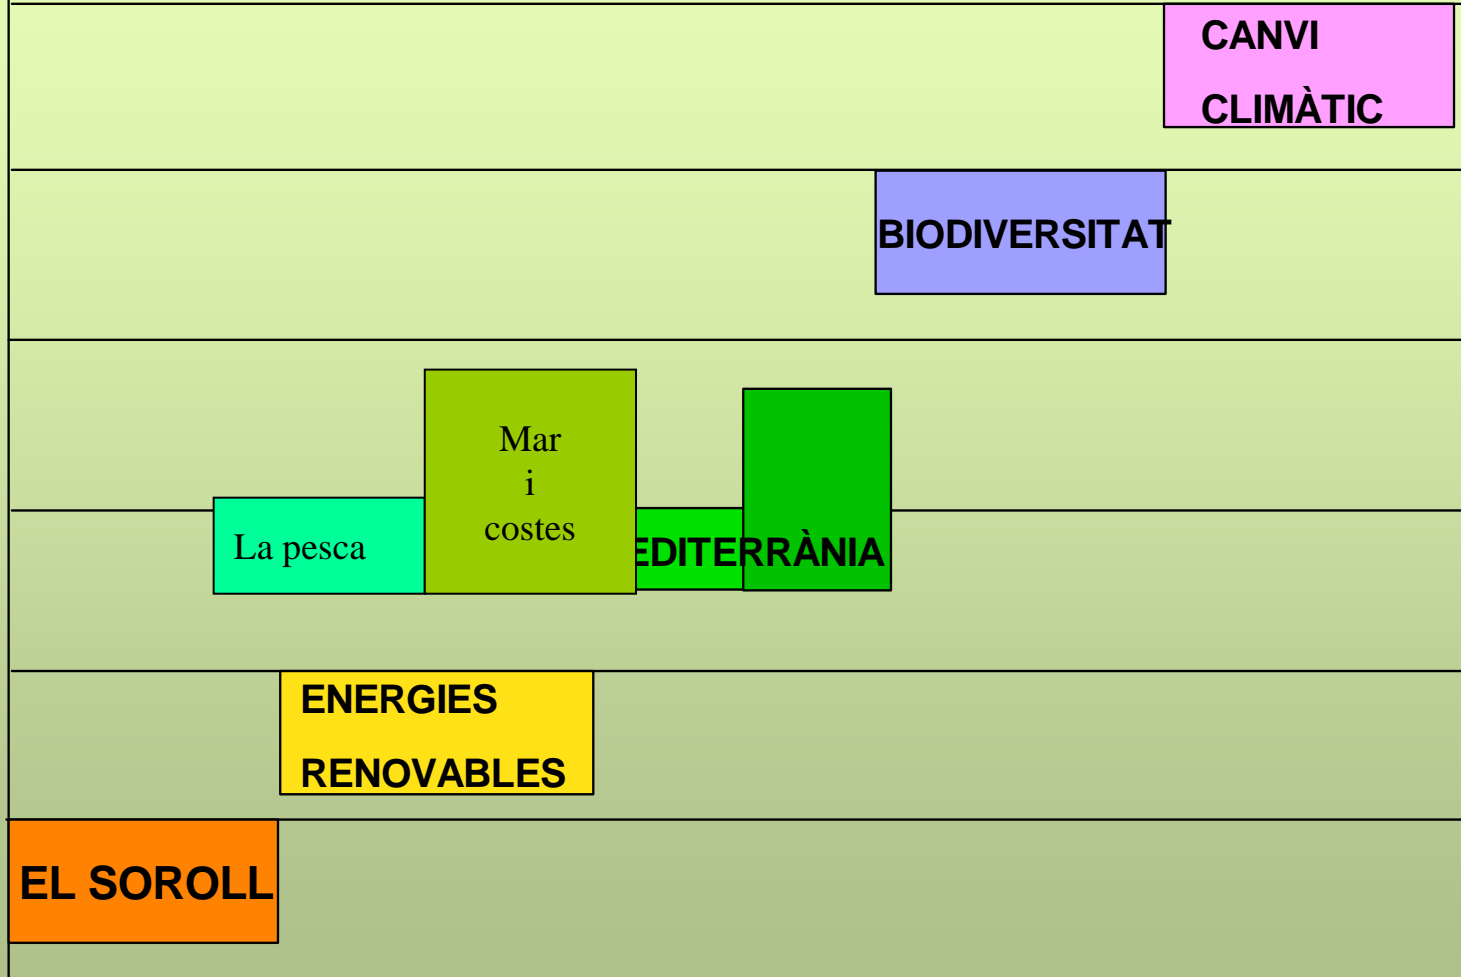 CANVI
CLIMÀTIC
BIODIVERSITAT
Mar
i
costes
La pesca
EDITERRÀNIA
ENERGIES
RENOVABLES
EL SOROLL